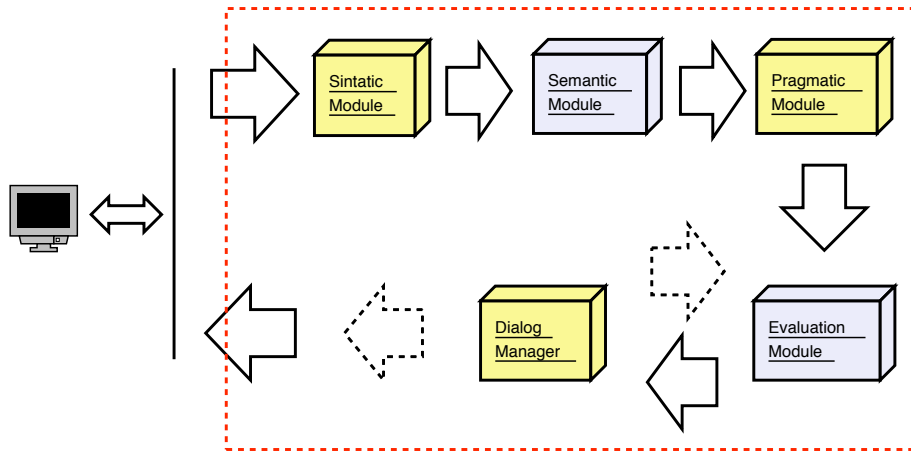 Sintatic
Module
Semantic
Module
Pragmatic
Module
Dialog
Manager
Evaluation
Module